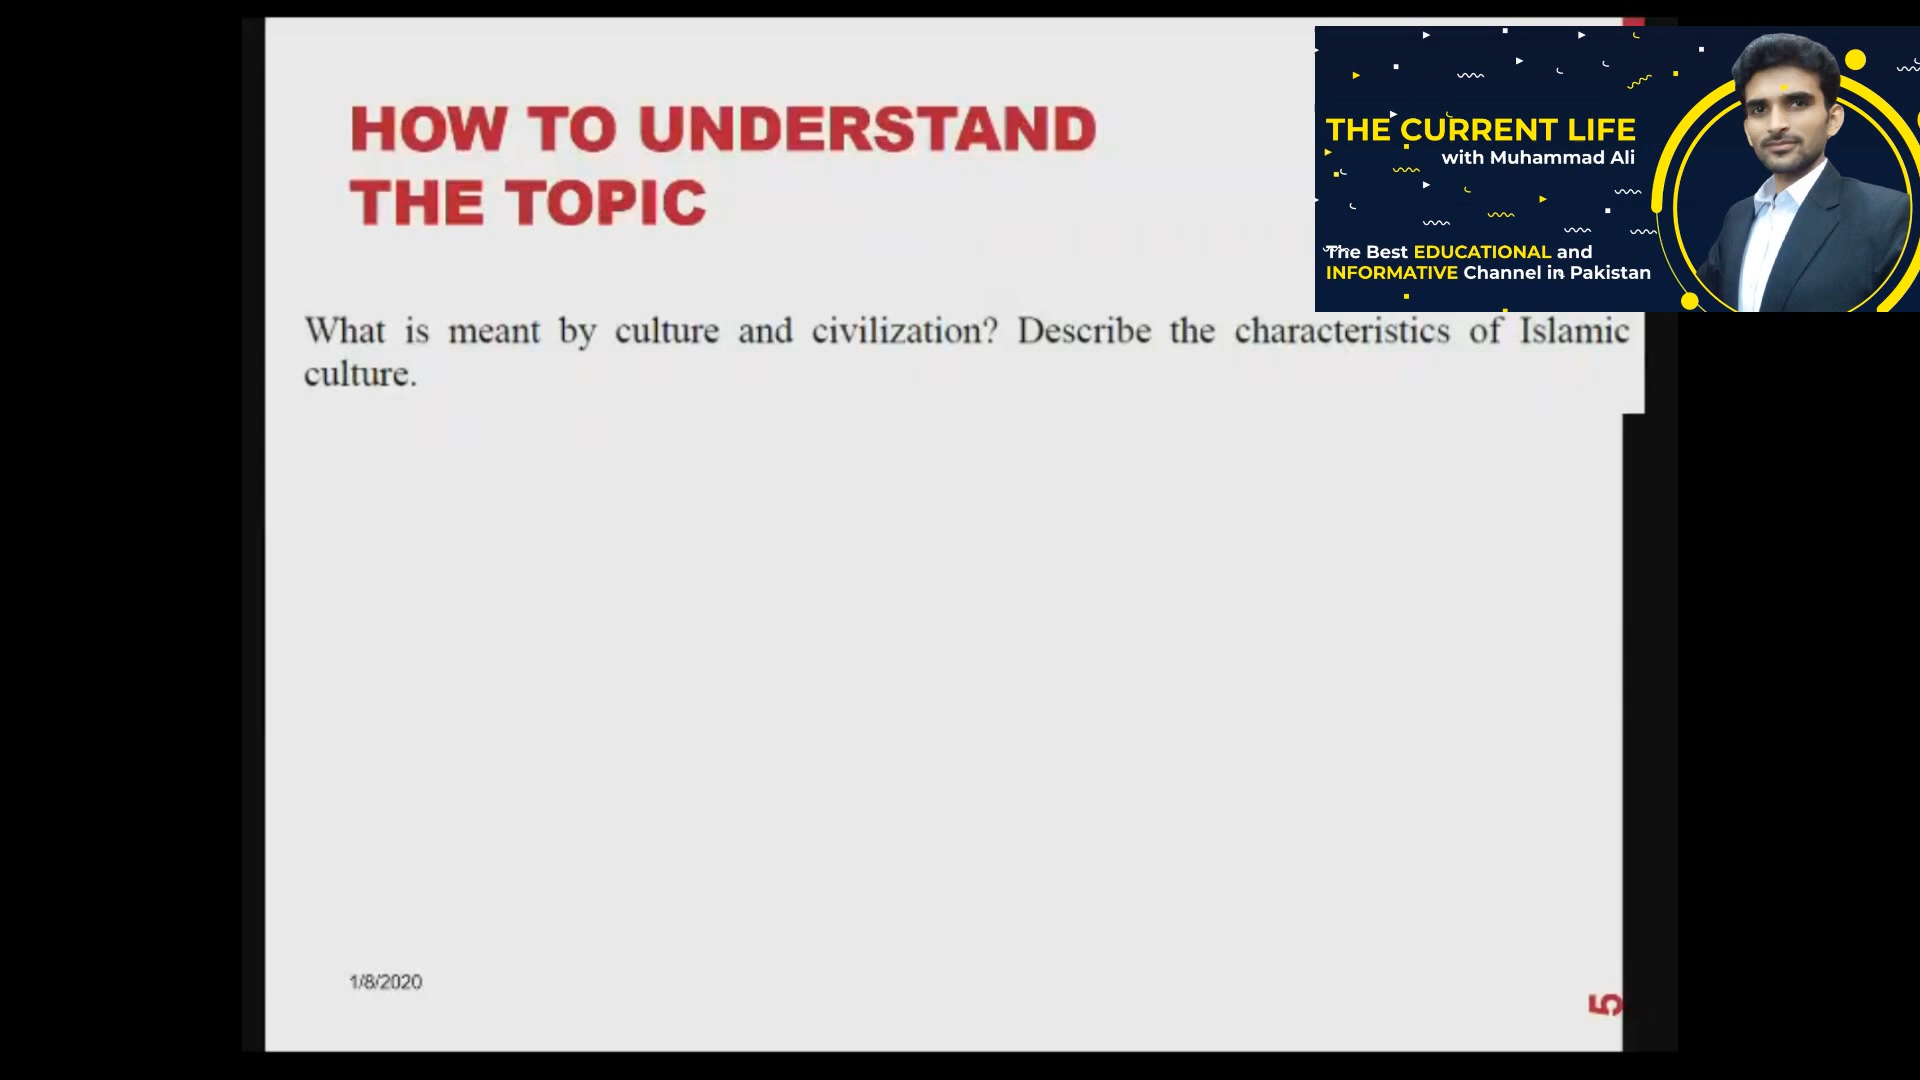 HOW TO UNDERSTAND
THE TOPIC
THE CURRENT LIFE
with Muhammad Ali
The Best EDUCATIONAL and
INFORMATIVE Channel in Pakistan
What is meant by culture and civilization? Describe the characteristics of Islamic
culture.
1/8/2020
5